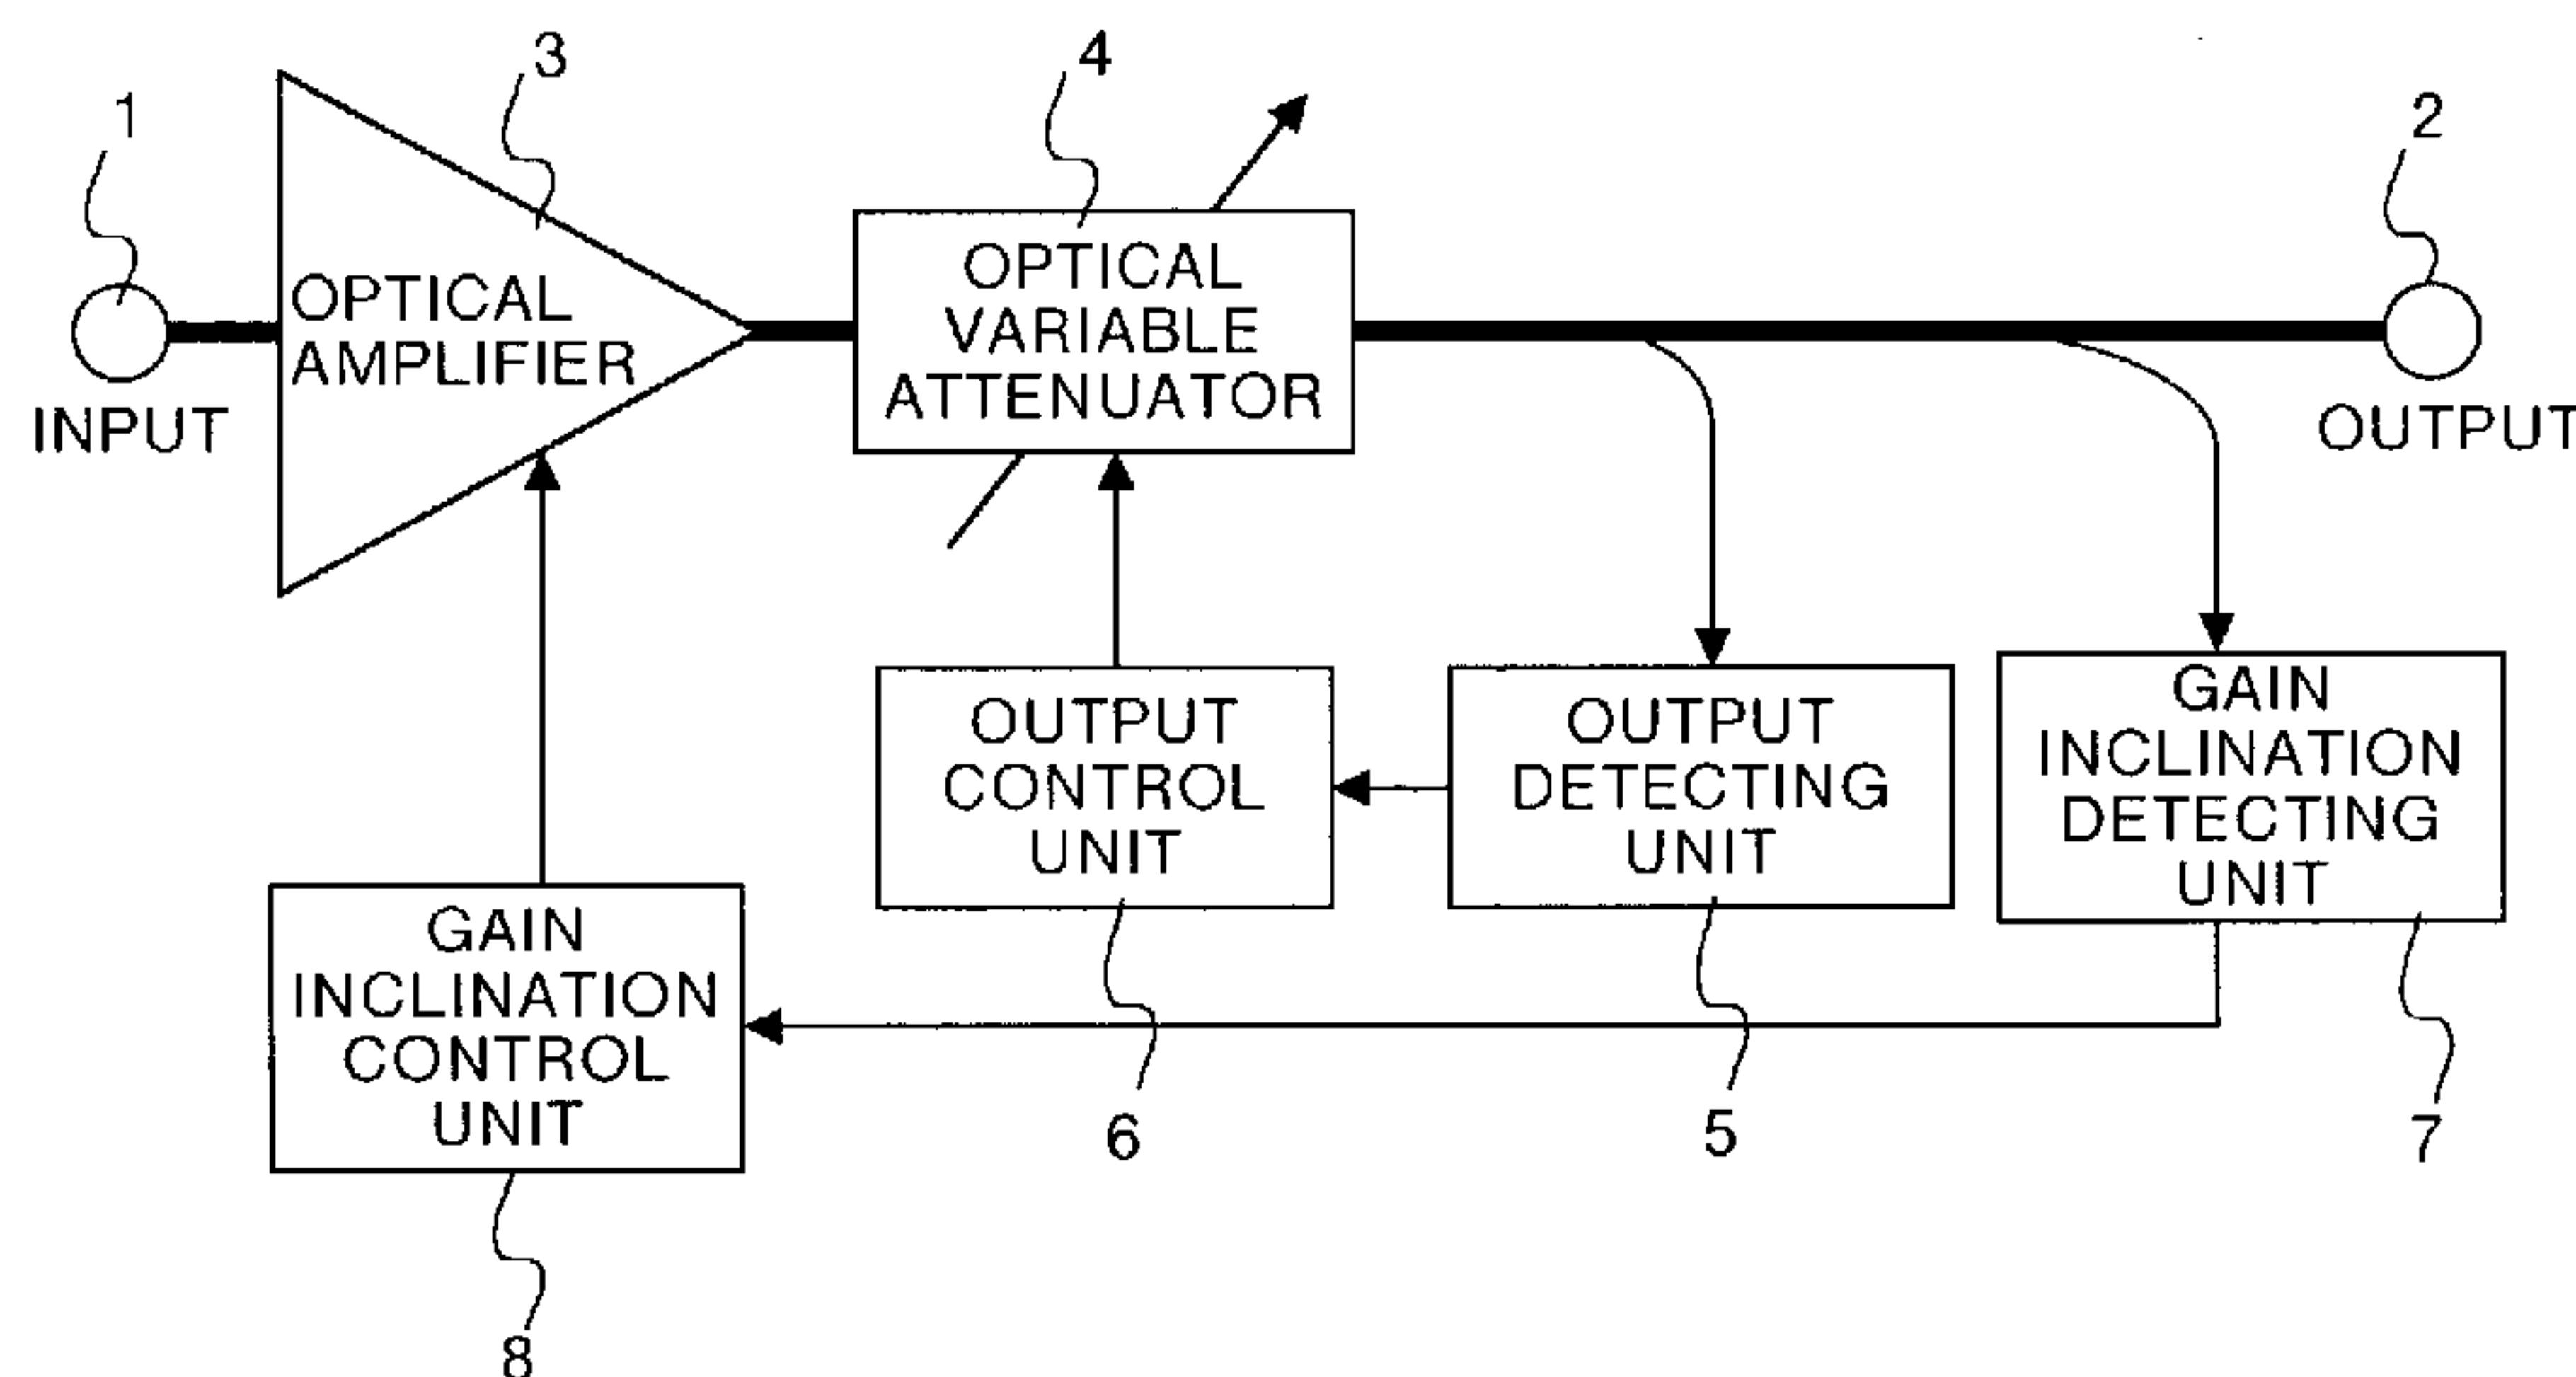 3
4
1
2
OPTICAL
AMPLIFIER
OPTICAL
VARIABLE
ATTENUATOR
INPUT
OUTPUT
OUTPUT
CONTROL
UNIT
OUTPUT
DETECTING
UNIT
GAIN
INCLINATION
DETECTING
UNIT
GAIN
INCLINATION
CONTROL
UNIT
6
5
7
8